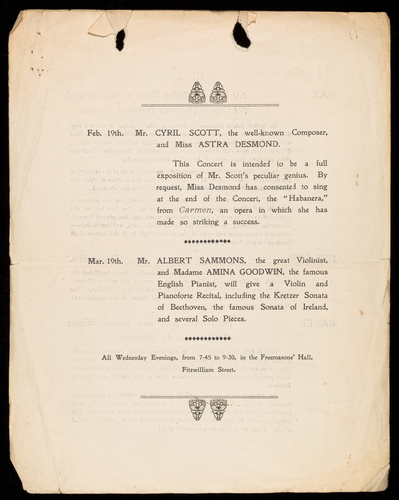 Feb. 19th. Mr. CYRIL SCOTT, the well-known Composer,
and Miss ASTRA DESMOND.
This Concert is intended to be a full
exposition of Mr. Scott's peculiar genius. By
request, Miss Desmond has consented to sing
at the end of the Concert, the "Habanera,"
from Carmen, an opera in which she has
made so striking a success.
Mar. 19th. Mr. ALBERT SAMMONS, the great Violinist,
and Madame AMINA GOODWIN, the famous
English Pianist, will give a Violin and
Pianoforte Recital, including the Kretzer Sonata
of Beethoven, the famous Sonata of Ireland,
and several Solo Pieces.
All Wednesday Evenings, from 7-45 to 9-30, in the Freemasons' Hall,
Fitzwilliam Street.